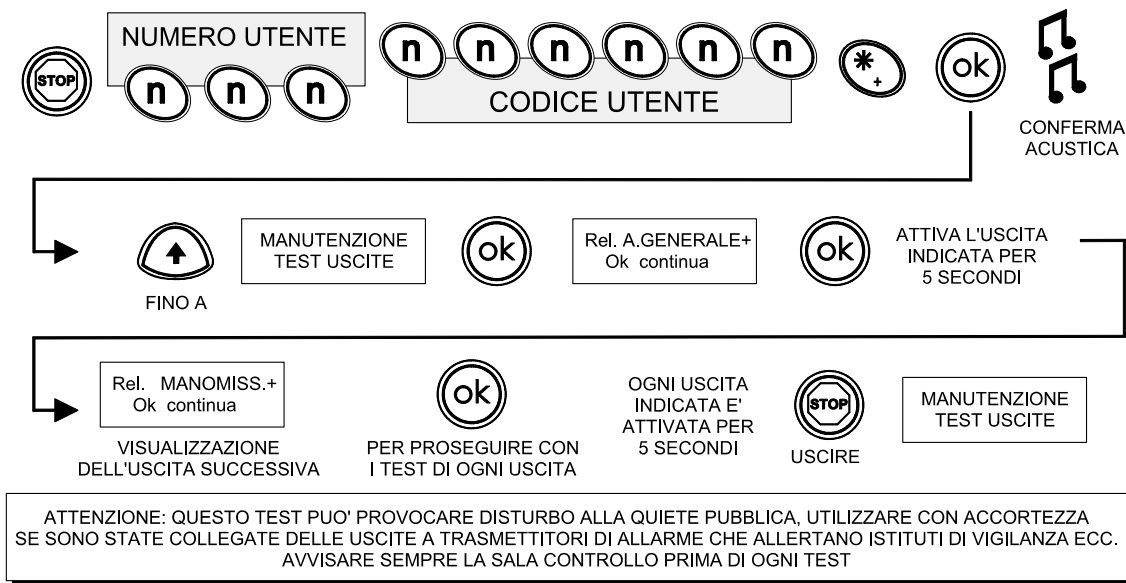 STOP
NUMERO UTENTE
n n n
n n n n n n
CODICE UTENTE
* +
ok
CONFERMA
ACUSTICA
FINO A
MANUTENZIONE
TEST USCITE
ok
Rel. A.GENERALE+
Ok continua
ok
ATTIVA L'USCITA
INDICATA PER
5 SECONDI
Rel. MANOMISS.+
Ok continua
VISUALIZZAZIONE
DELL'USCITA SUCCESSIVA
ok
PER PROSEGUIRE CON
I TEST DI OGNI USCITA
OGNI USCITA
INDICATA E'
ATTIVATA PER
5 SECONDI
STOP
USCIRE
MANUTENZIONE
TEST USCITE
ATTENZIONE: QUESTO TEST PUO' PROVOCARE DISTURBO ALLA QUIETE PUBBLICA, UTILIZZARE CON ACCORTEZZA
SE SONO STATE COLLEGATE DELLE USCITE A TRASMETTITORI DI ALLARME CHE ALLERTANO ISTITUTI DI VIGILANZA ECC.
AVVISARE SEMPRE LA SALA CONTROLLO PRIMA DI OGNI TEST